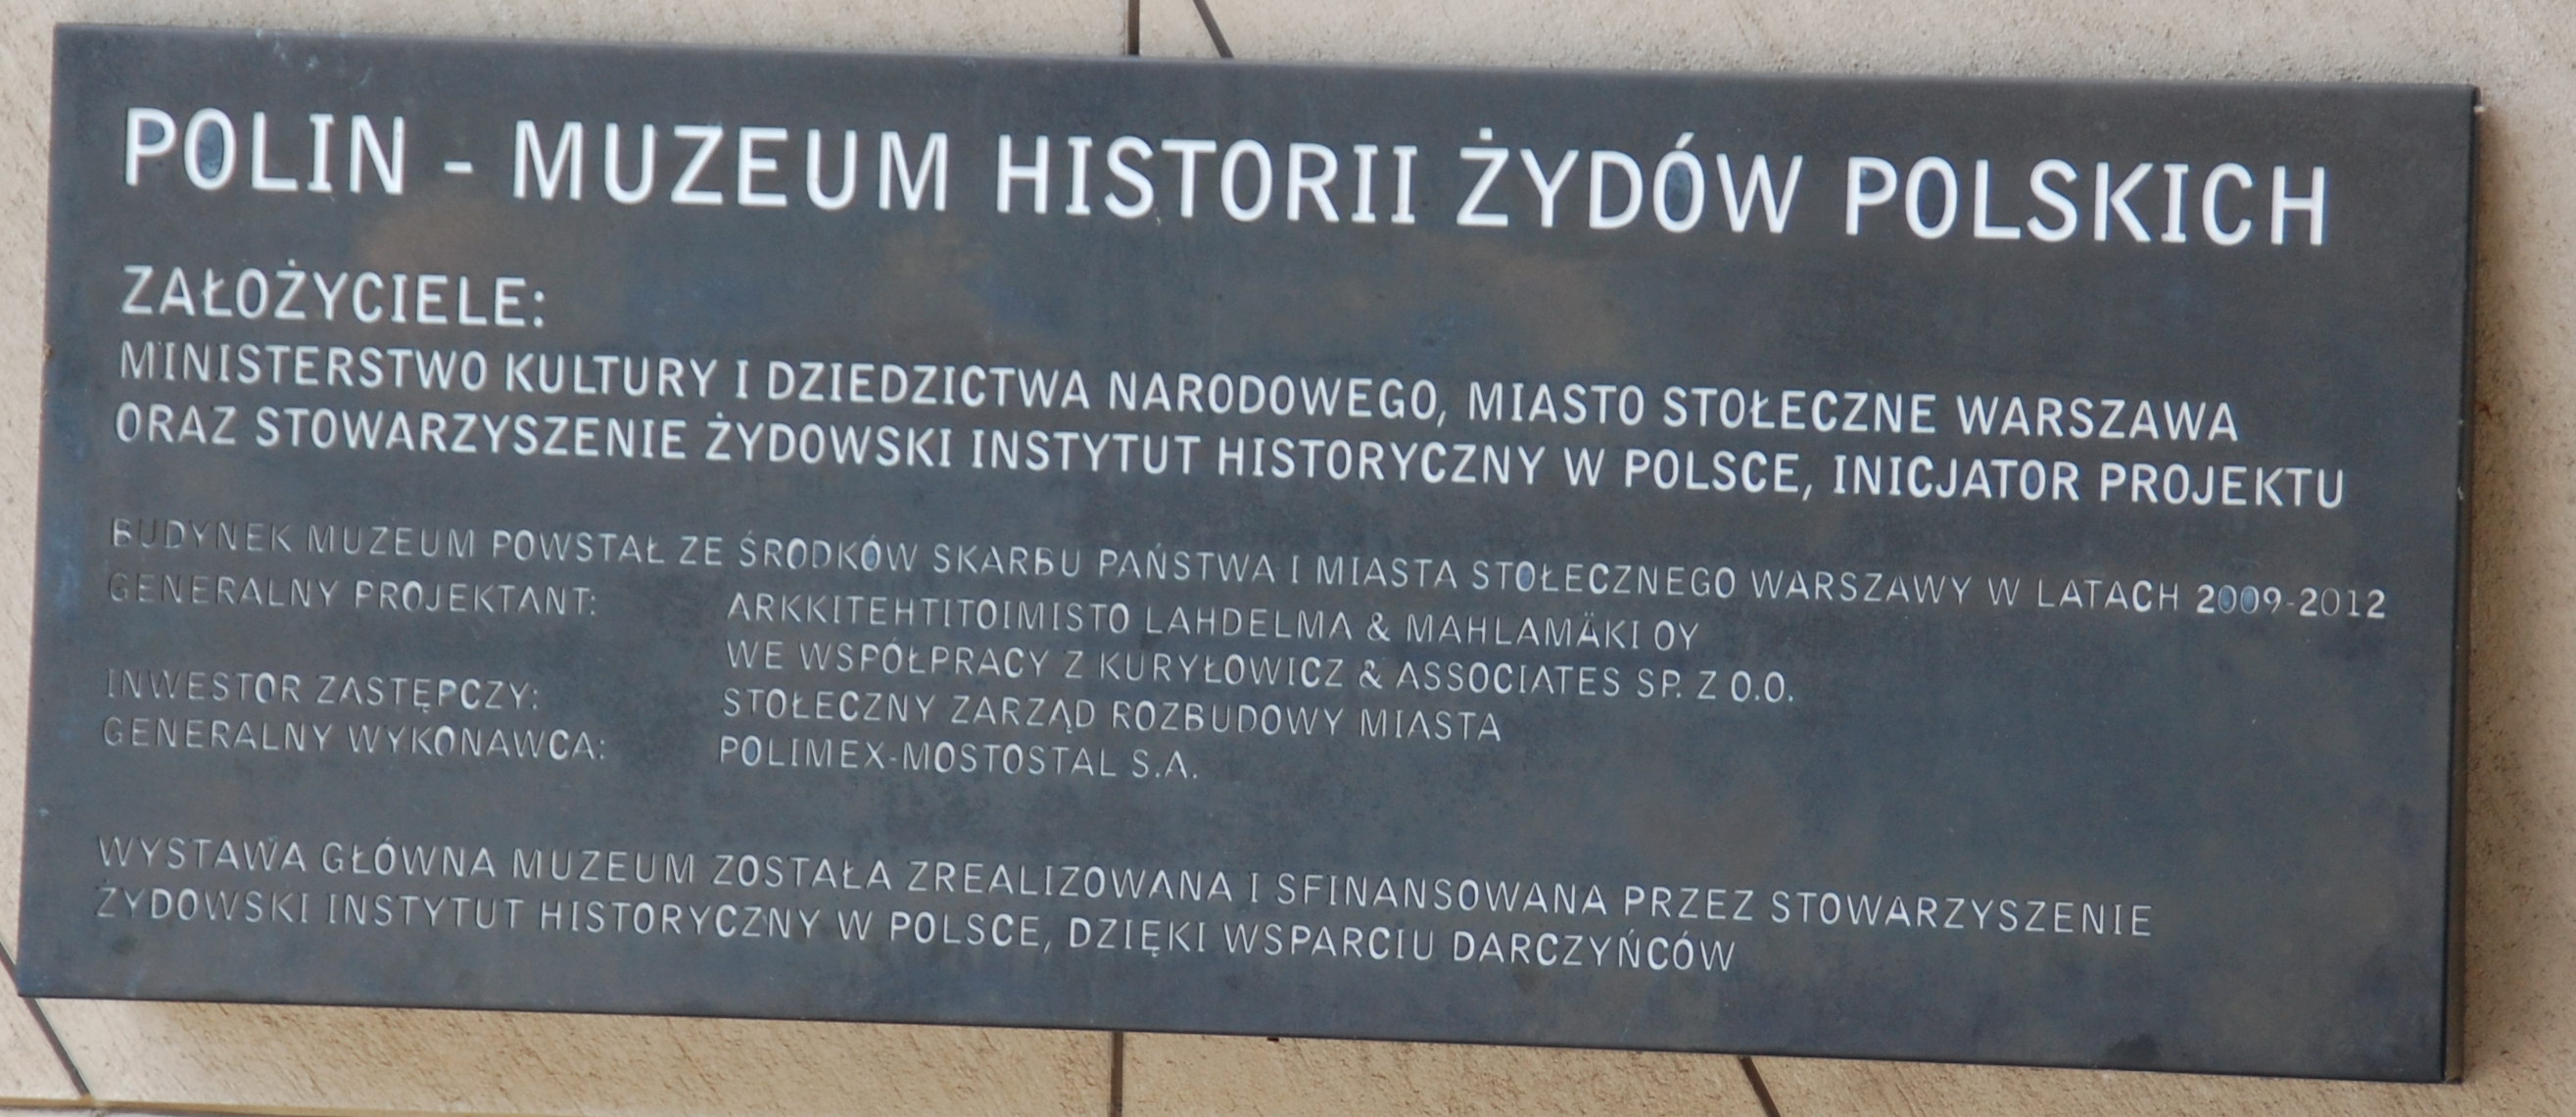 POLIN - MUZEUM HISTORII ŻYDÓW POLSKICH
ZAŁOŻYCIELE:
MINISTERSTWO KULTURY I DZIEDZICTWA NARODOWEGO, MIASTO STOŁECZNE WARSZAWA
ORAZ STOWARZYSZENIE ŻYDOWSKI INSTYTUT HISTORYCZNY W POLSCE, INICJATOR PROJEKTU
BUDYNEK MUZEUM POWSTAŁ ZE ŚRODKÓW SKARBU PAŃSTWA I MIASTA STOŁECZNEGO WARSZAWY W LATACH 2009-2012
GENERALNY PROJEKTANT: ARKKITEHTITOIMISTO LAHDELMA & MAHLAMÄKI OY
WE WSPÓŁPRACY Z KURYŁOWICZ & ASSOCIATES SP. Z O.O.
INWESTOR ZASTĘPCZY: STOŁECZNY ZARZĄD ROZBUDOWY MIASTA
GENERALNY WYKONAWCA: POLIMEX-MOSTOSTAL S.A.
WYSTAWA GŁÓWNA MUZEUM ZOSTAŁA ZREALIZOWANA I SFINANSOWANA PRZEZ STOWARZYSZENIE
ŻYDOWSKI INSTYTUT HISTORYCZNY W POLSCE, DZIĘKI WSPARCIU DARCZYŃCÓW